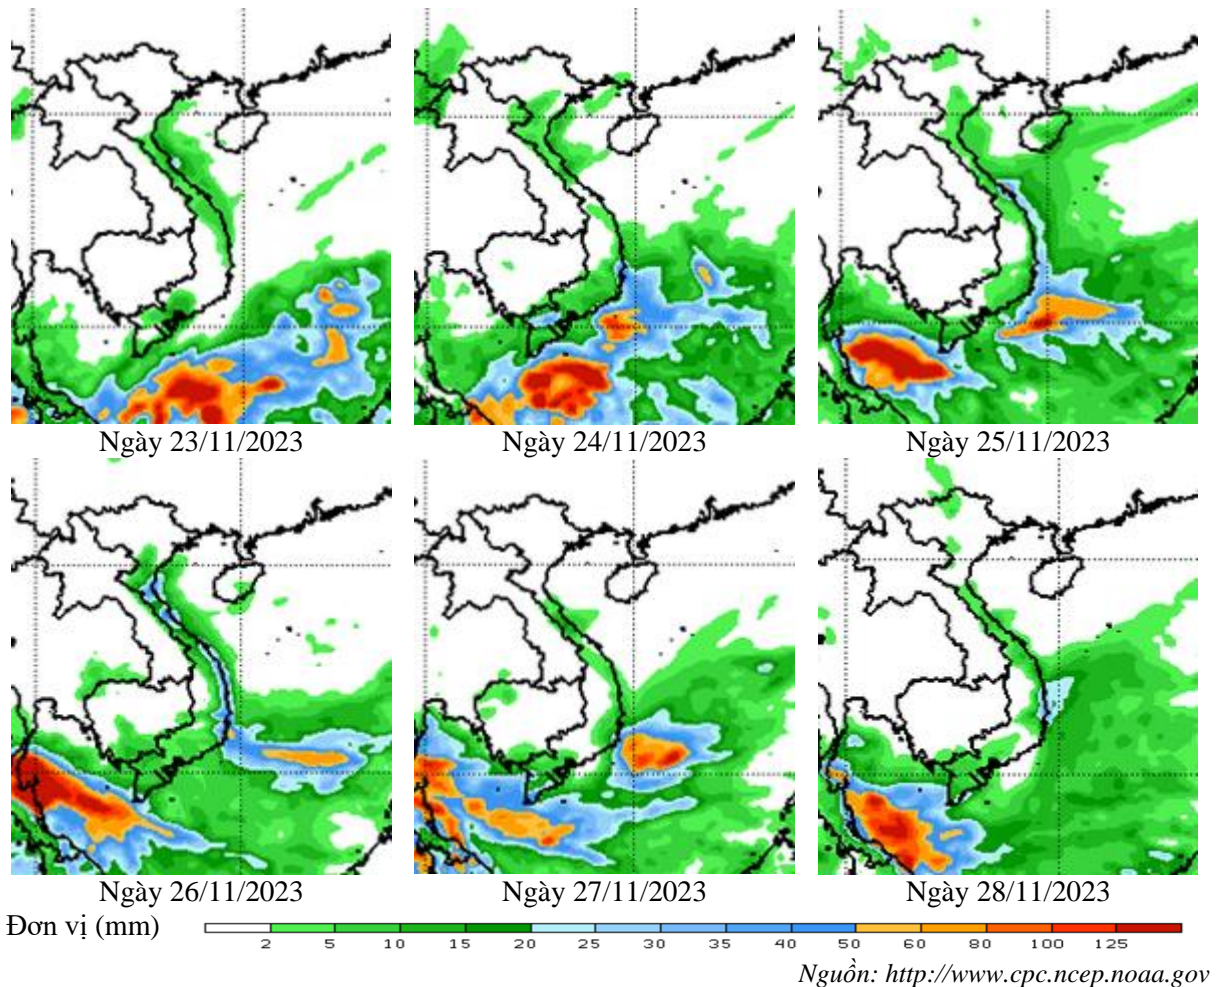 Ngày 23/11/2023
Ngày 24/11/2023
Ngày 25/11/2023
Ngày 26/11/2023
Ngày 27/11/2023
Ngày 28/11/2023
Đơn vị (mm)
2 5 10 15 20 25 30 35 40 50 60 80 100 125
Nguồn: http://www.cpc.ncep.noaa.gov